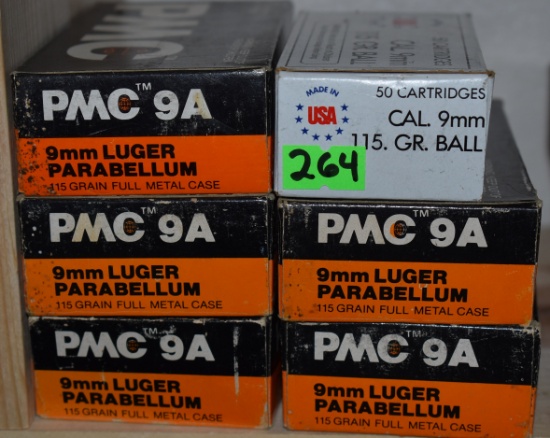 PMC
PMC™ 9A
9mm LUGER
PARABELLUM
115 GRAIN FULL METAL CASE
MADE IN
USA
50 CARTRIDGES
CAL. 9mm
115. GR. BALL
264
PMC™ 9A
9mm LUGER
PARABELLUM
115 GRAIN FULL METAL CASE
PMC™ 9A
9mm LUGER
PARABELLUM
115 GRAIN FULL METAL CASE
PMC™ 9A
9mm LUGER
PARABELLUM
115 GRAIN FULL METAL CASE
PMC™ 9A
9mm LUGER
PARABELLUM
115 GRAIN FULL METAL CASE